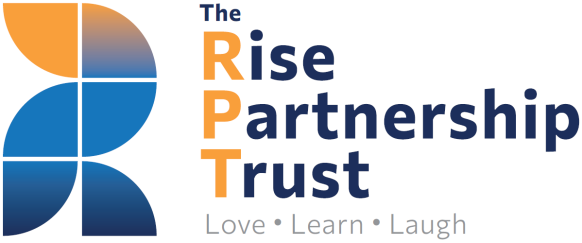 The
Rise
Partnership
Trust
Love • Learn • Laugh